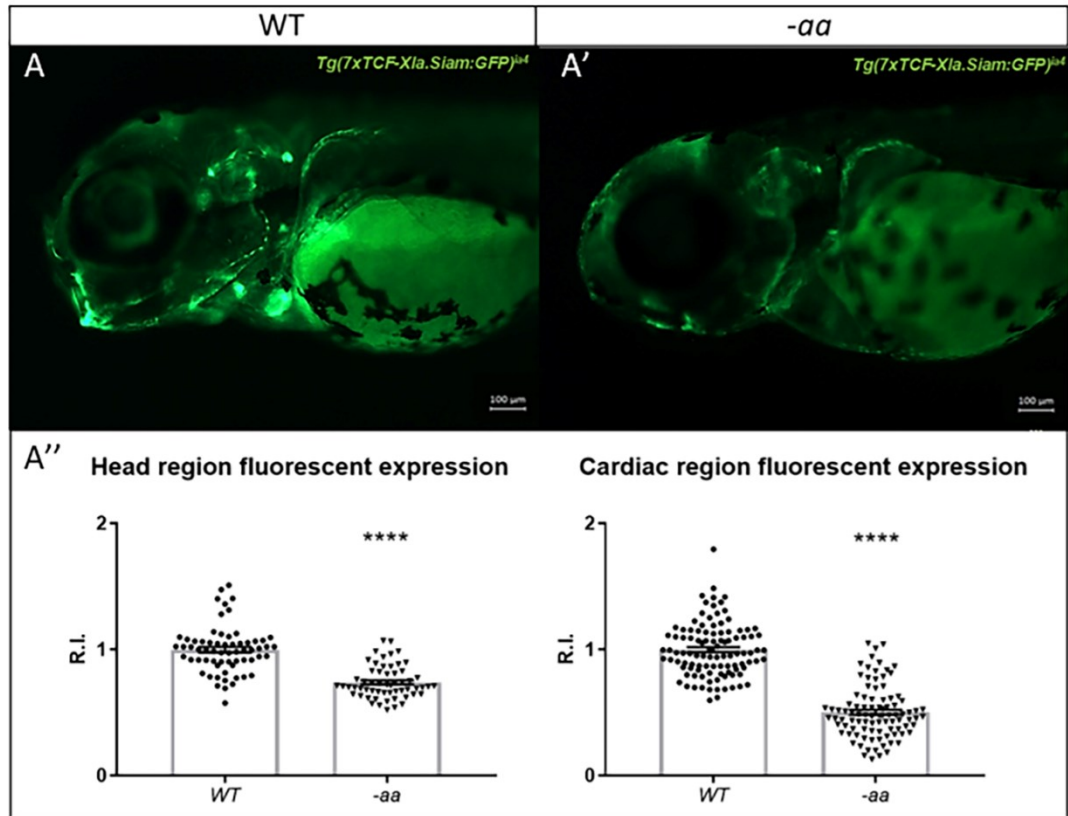 WT
-aa
A
Tg(7xTCF-Xla.Siam:GFP)ia4
A'
Tg(7xTCF-Xla.Siam:GFP)ia4
100 µm
100 µm
A''
Head region fluorescent expression
R.I.
2
1
0
****
WT
-aa
Cardiac region fluorescent expression
R.I.
2
1
0
****
WT
-aa